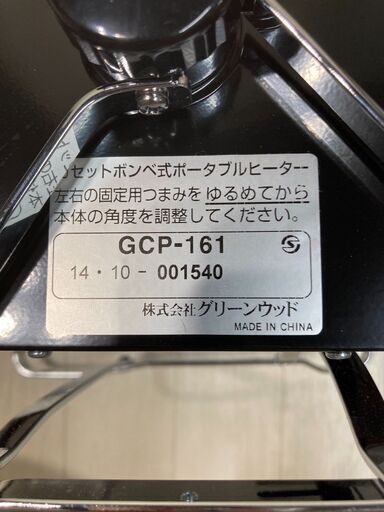 セットボンベ式ポータブルヒーター
左右の固定用つまみをゆるめてから
本体の角度を調整してください。
GCP-161
14・10-001540
株式会社グリーンウッド
MADE IN CHINA